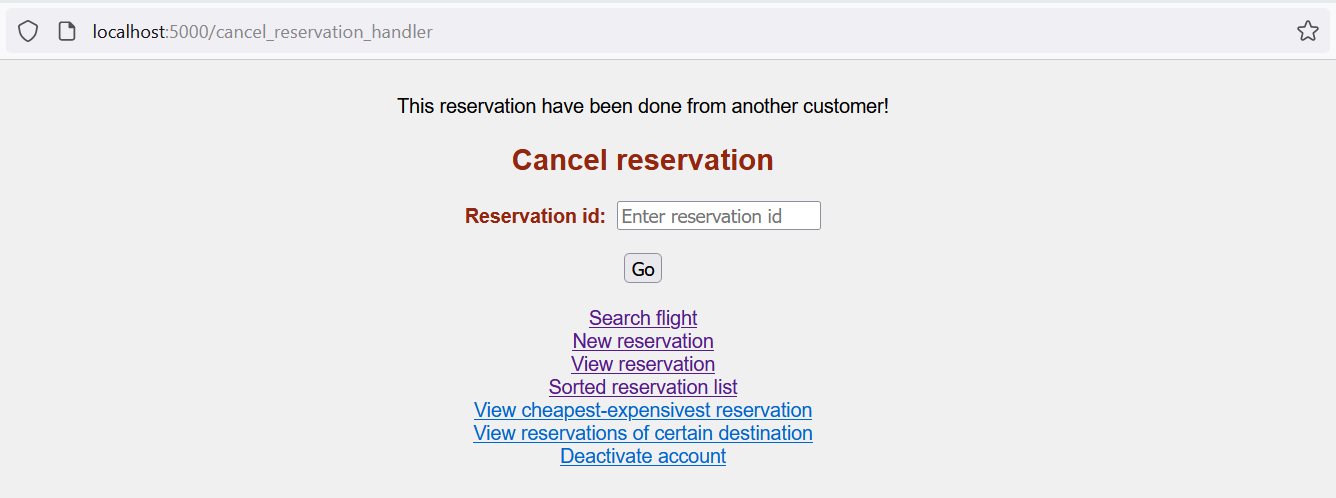 localhost:5000/cancel_reservation_handler
This reservation have been done from another customer!
Cancel reservation
Reservation id: Enter reservation id
Go
Search flight
New reservation
View reservation
Sorted reservation list
View cheapest-expensivest reservation
View reservations of certain destination
Deactivate account